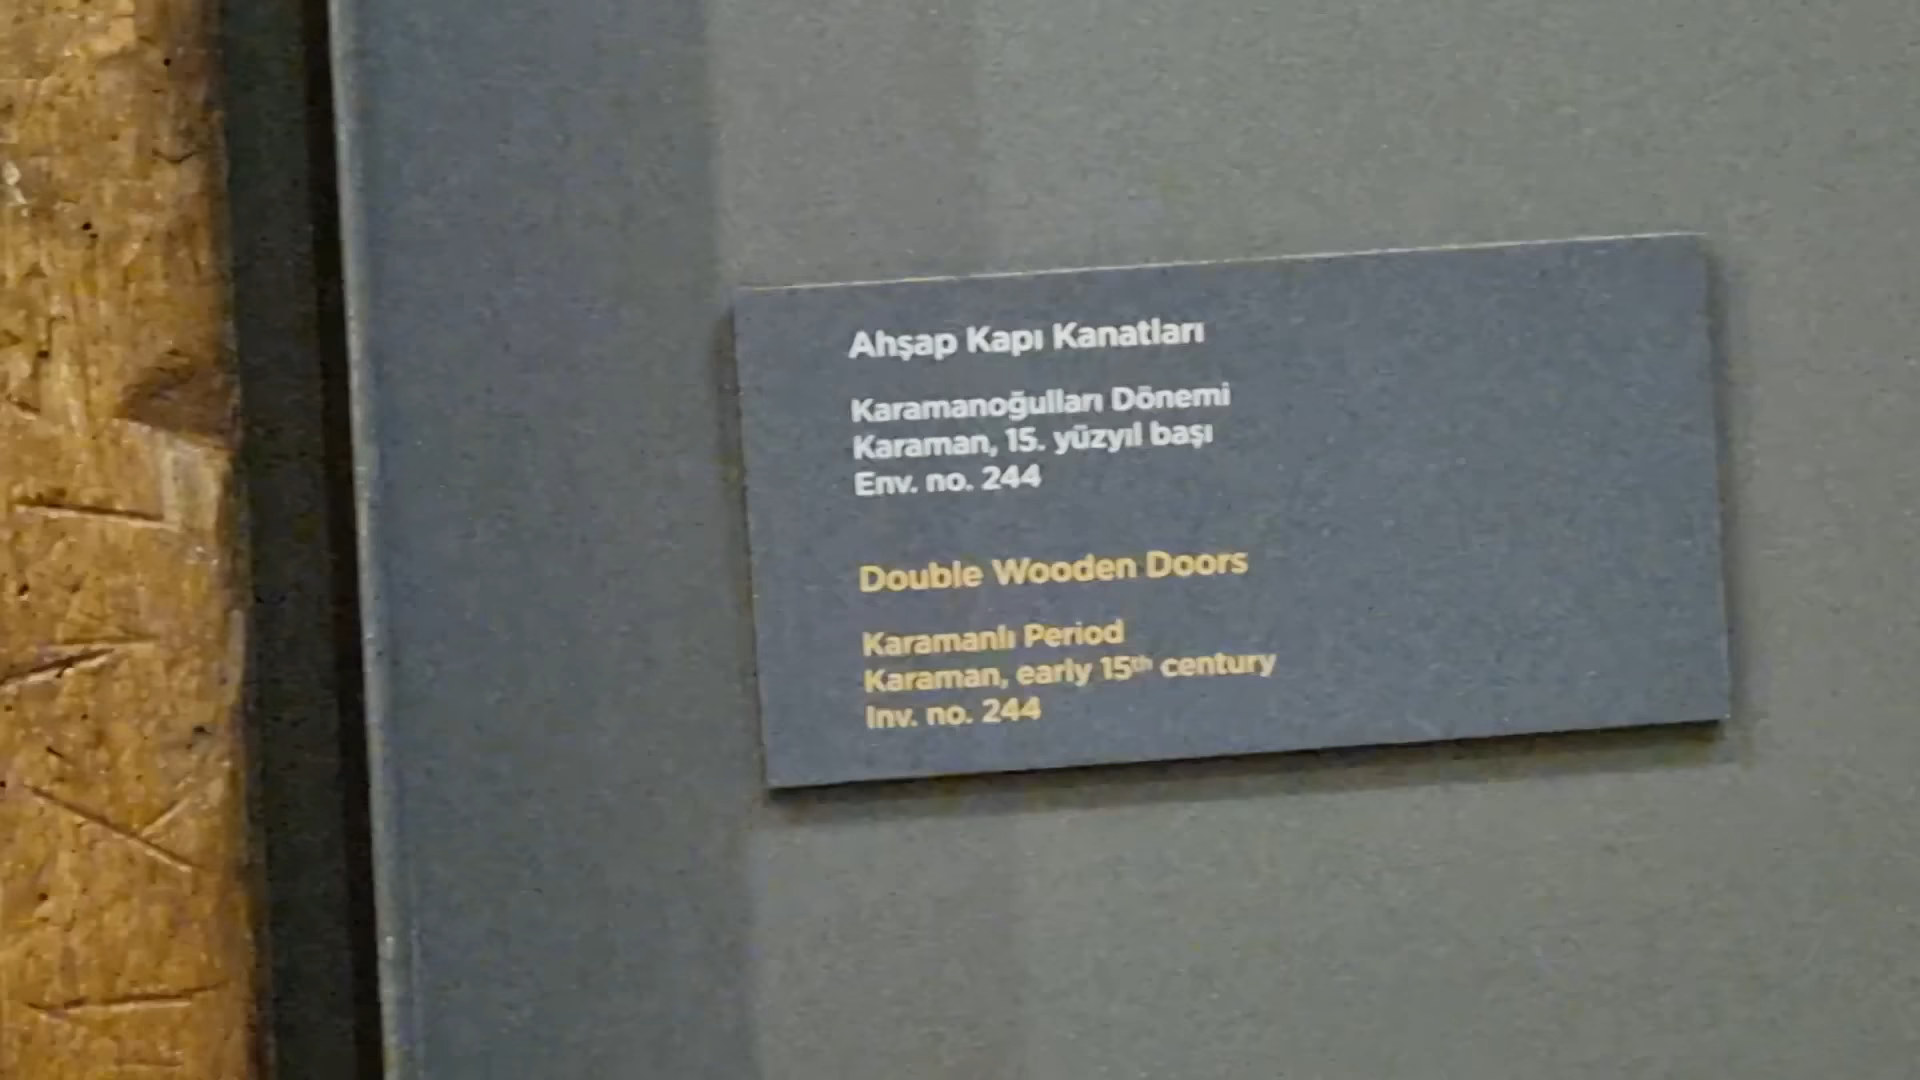 Ahşap Kapı Kanatları
Karamanoğulları Dönemi
Karaman, 15. yüzyıl başı
Env. no. 244
Double Wooden Doors
Karamanlı Period
Karaman, early 15th century
Inv. no. 244